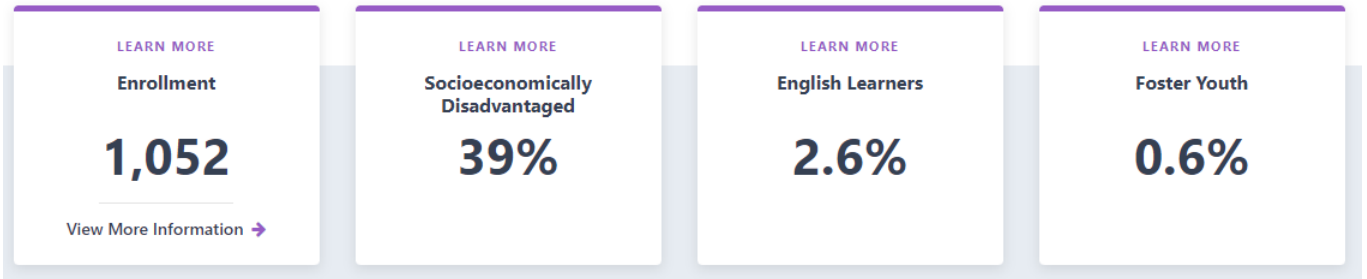 LEARN MORE
Enrollment
1,052
View More Information
LEARN MORE
Socioeconomically
Disadvantaged
39%
LEARN MORE
English Learners
2.6%
LEARN MORE
Foster Youth
0.6%